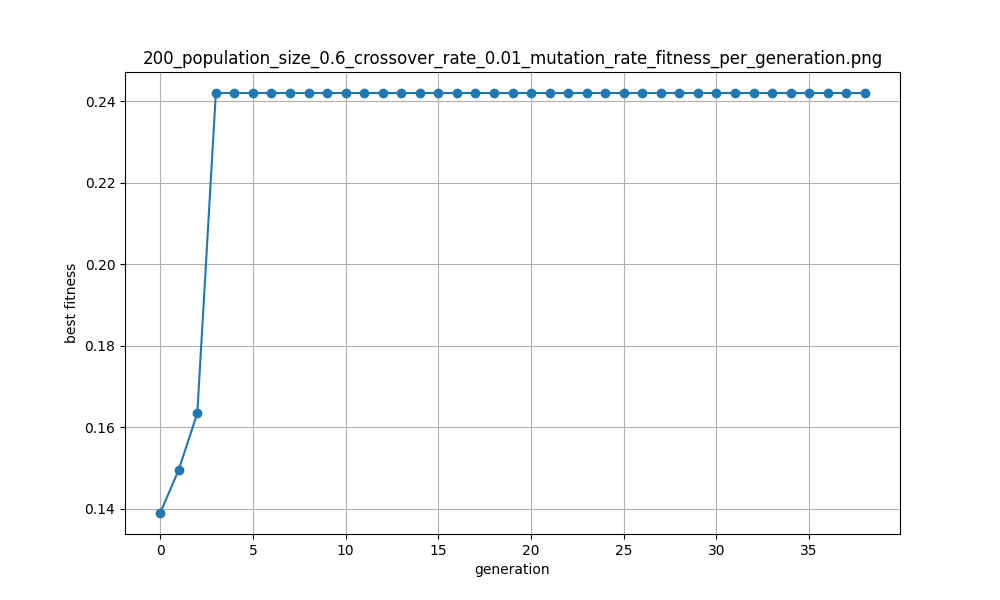 200_population_size_0.6_crossover_rate_0.01_mutation_rate_fitness_per_generation.png
0.24
0.22
0.20
0.18
0.16
0.14
best fitness
0 5 10 15 20 25 30 35
generation